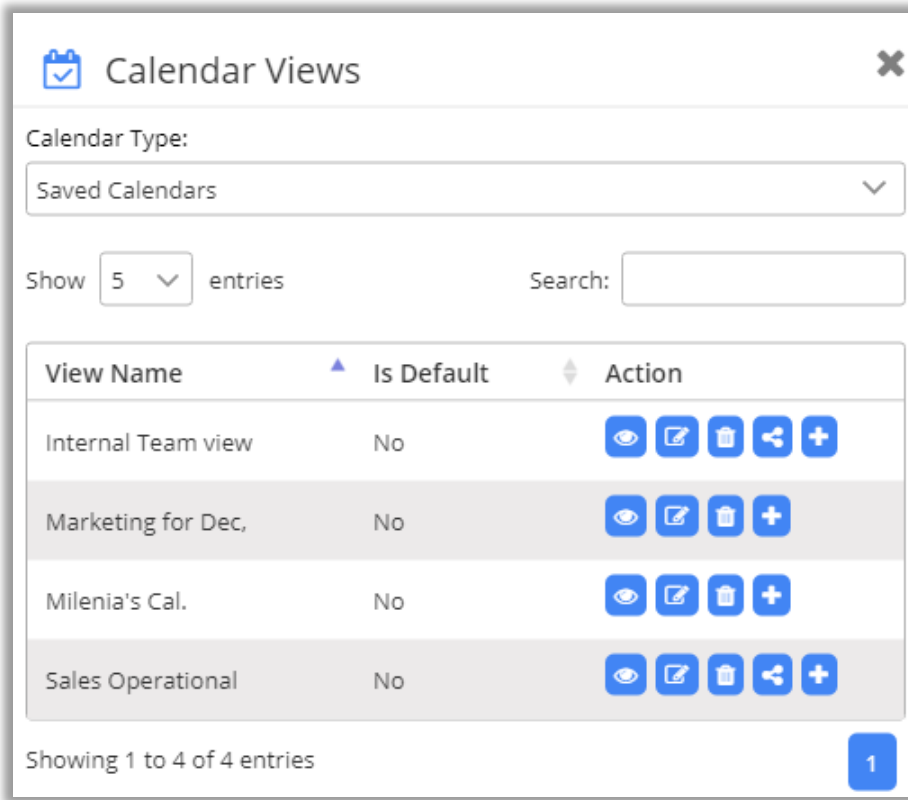 Calendar Views
Calendar Type:
Saved Calendars
Show 5 entries Search:
View Name Is Default Action
Internal Team view No
Marketing for Dec, No
Milenia's Cal. No
Sales Operational No
Showing 1 to 4 of 4 entries 1